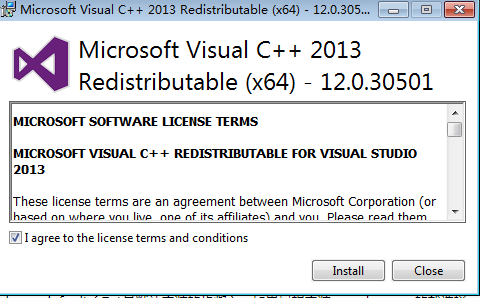 Microsoft Visual C++ 2013 Redistributable (x64) - 12.0.305...
Microsoft Visual C++ 2013
Redistributable (x64) - 12.0.30501
MICROSOFT SOFTWARE LICENSE TERMS
MICROSOFT VISUAL C++ REDISTRIBUTABLE FOR VISUAL STUDIO
2013
These license terms are an agreement between Microsoft Corporation (or
based on where you live, one of its affiliates) and you. Please read them
I agree to the license terms and conditions
Install
Close